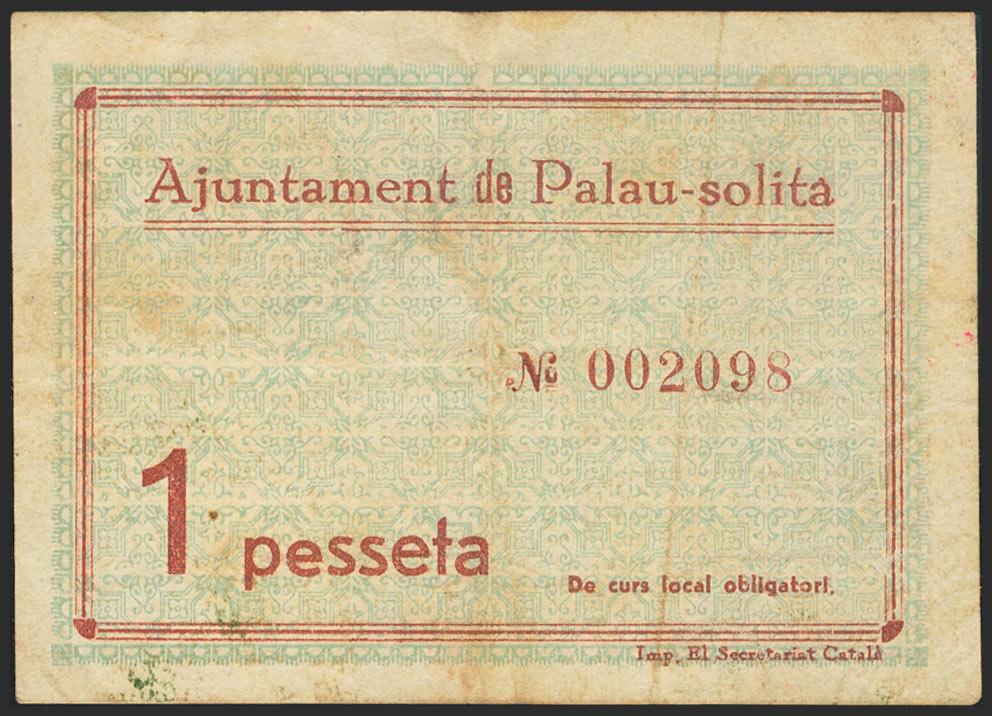 Ajuntament de Palau-solità
Nº 002098
1 pesseta
De curs local obligatori.
Imp. El Secretariat Català